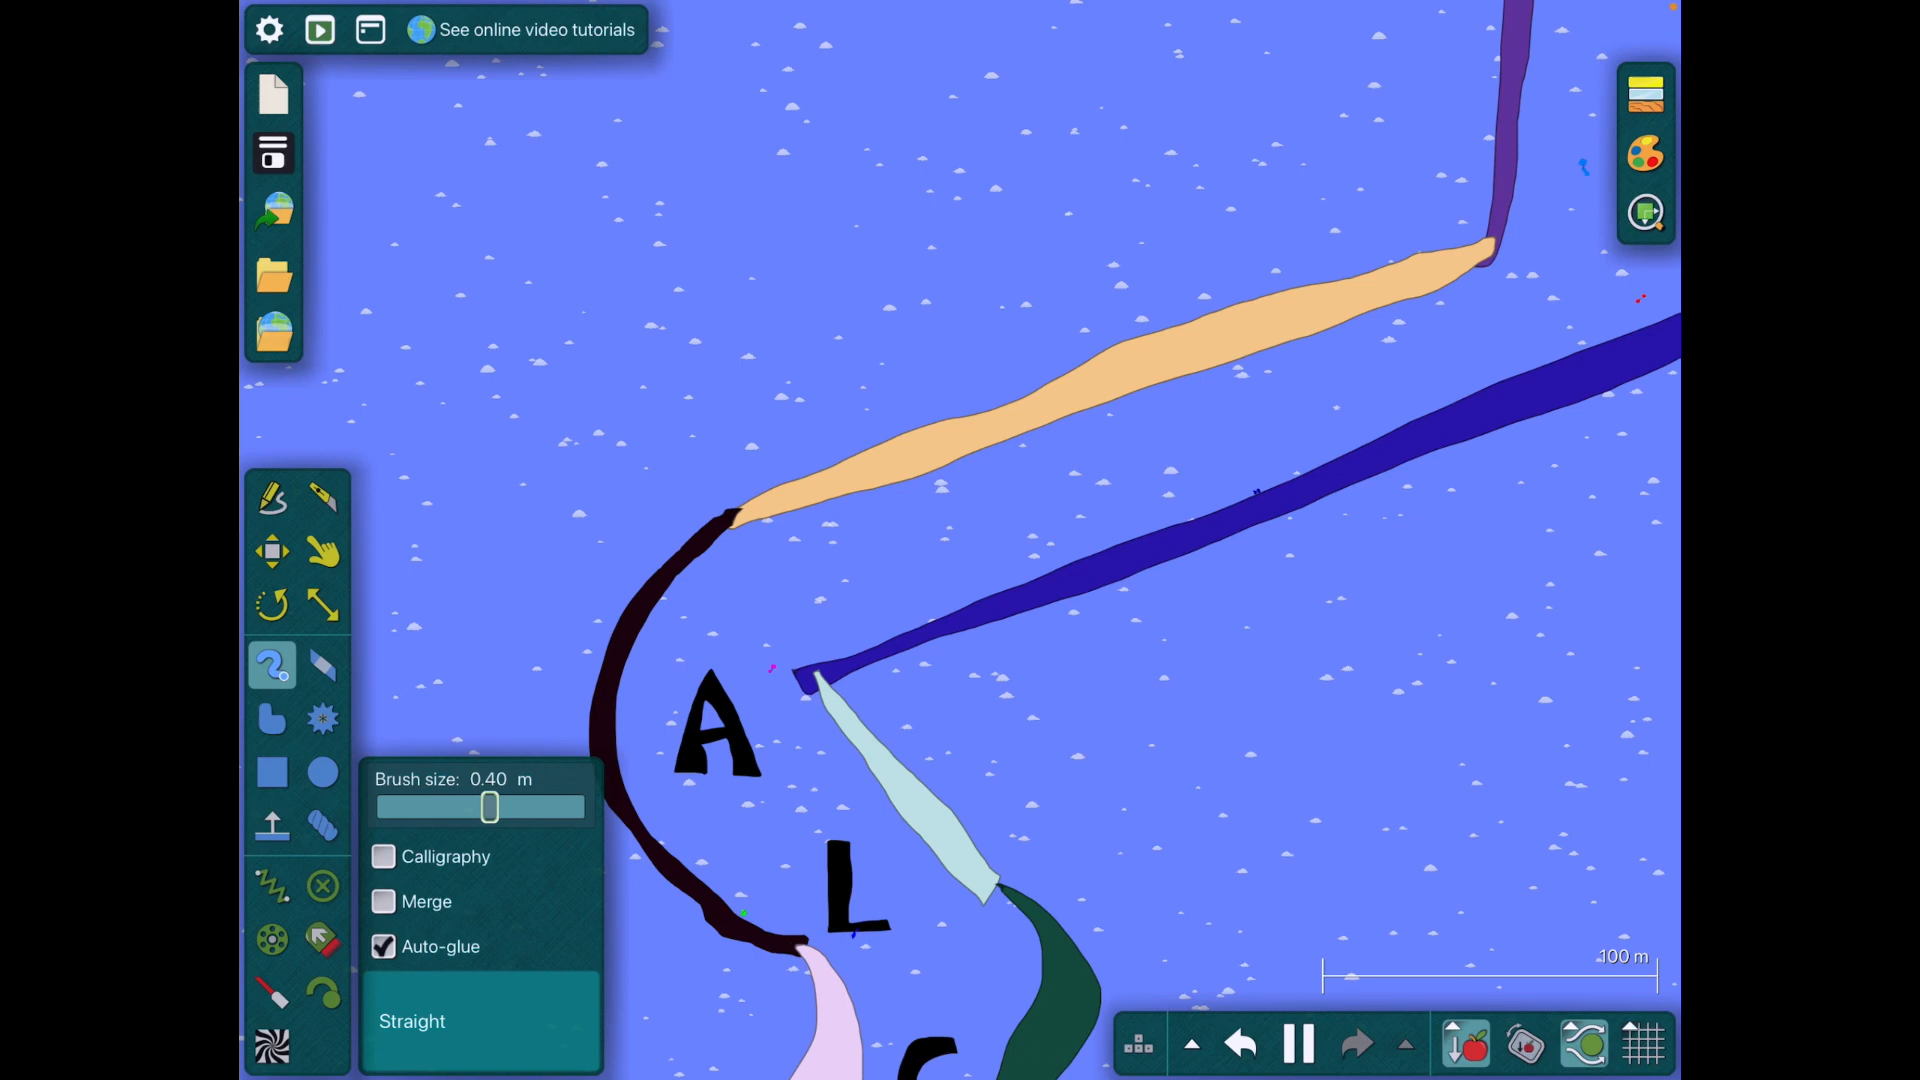 See online video tutorials
A
L
Brush size: 0.40 m
Calligraphy
Merge
Auto-glue
100 m
Straight